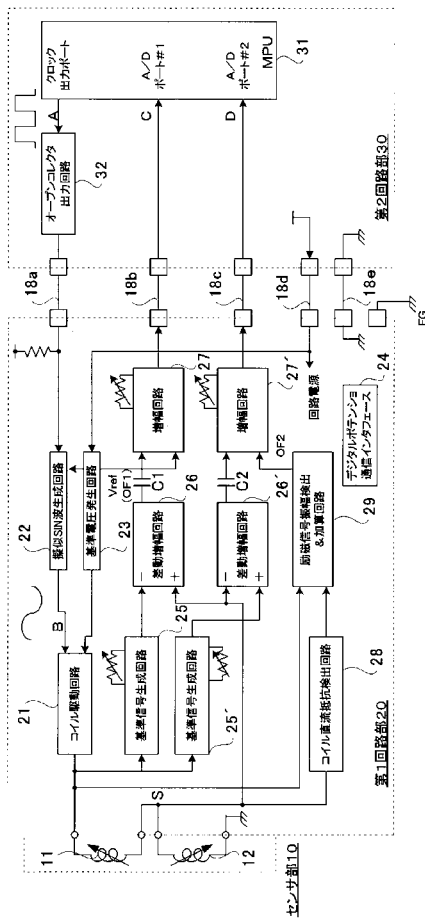 センサ部10
11
12
S
第1回路部20
21
コイル駆動回路
B
22
擬似SIN波生成回路
基準電圧発生回路
23
Vref
(OF1)
25
基準信号生成回路
基準信号生成回路
25´
26
差動増幅回路
－
＋
C1
27
増幅回路
26´
差動増幅回路
－
＋
C2
27´
増幅回路
OF2
28
コイル直流抵抗検出回路
29
励磁信号振幅検出
&加算回路
24
デジタルポテンショ
通信インタフェース
回路電源
18a
18b
18c
18d
18e
FG
第2回路部30
32
オープンコレクタ
出力回路
A
C
D
クロック
出力ポート
A/D
ポート#1
A/D
ポート#2
MPU
31